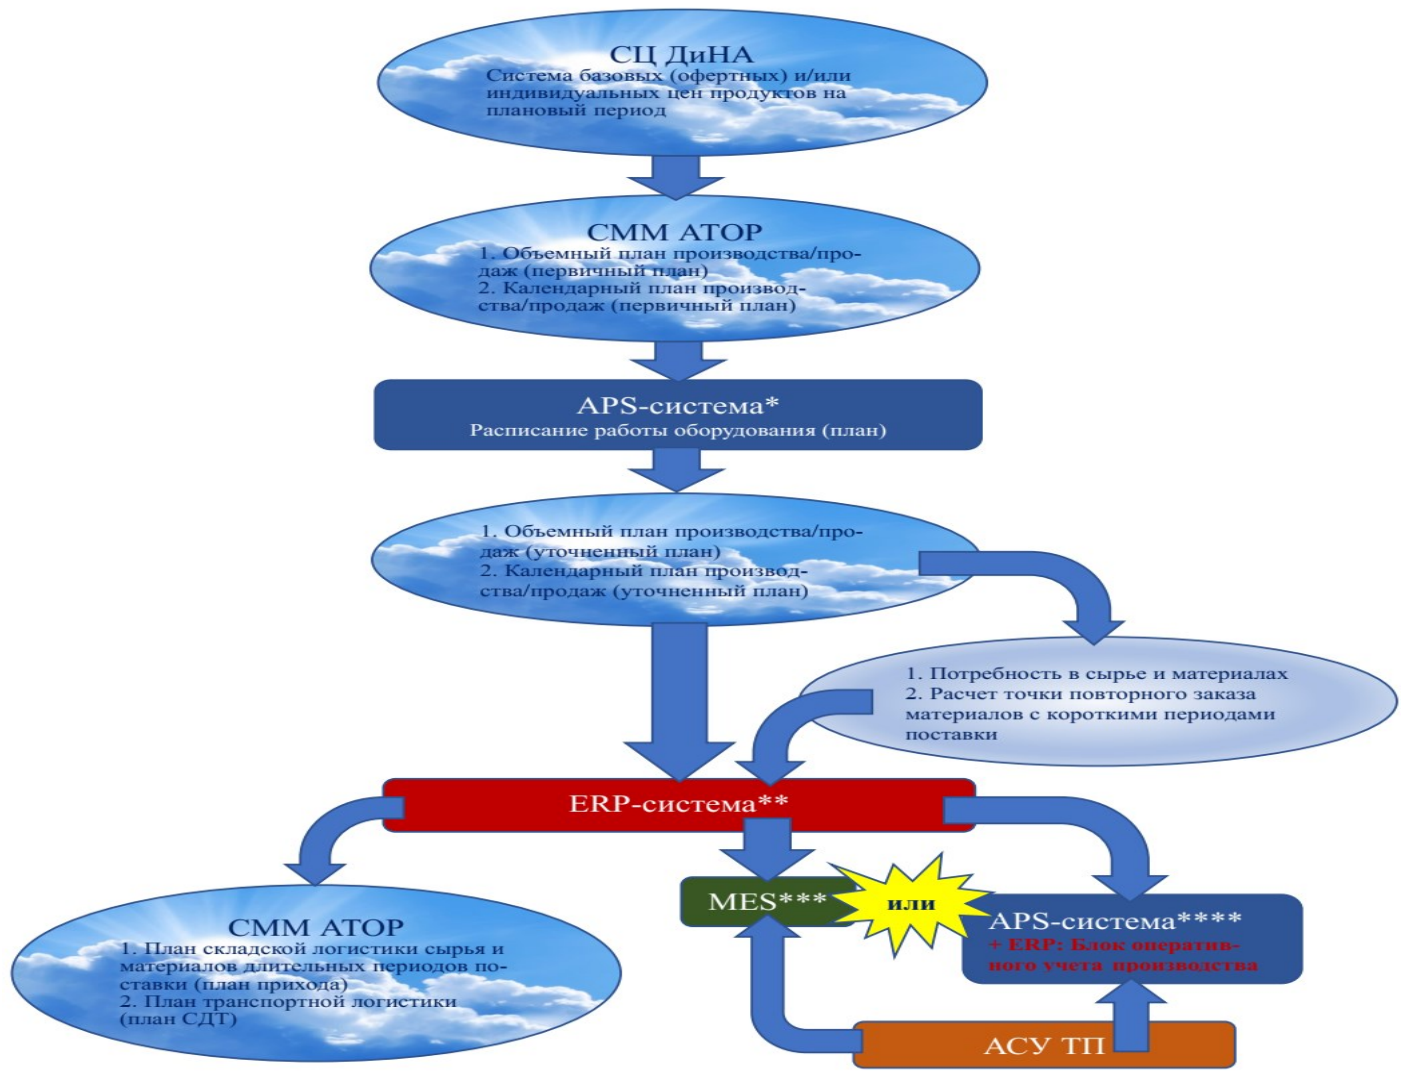 СЦ ДиНА
Система базовых (офертных) и/или
индивидуальных цен продуктов на
плановый период
СММ АТОР
1. Объемный план производства/про-
даж (первичный план)
2. Календарный план производ-
ства/продаж (первичный план)
APS-система*
Расписание работы оборудования (план)
1. Объемный план производства/про-
даж (уточненный план)
2. Календарный план производ-
ства/продаж (уточненный план)
1. Потребность в сырье и материалах
2. Расчет точки повторного заказа
материалов с короткими периодами
поставки
ERP-система**
MES***
или
APS-система****
+ ERP: Блок оператив-
ного учета производства
СММ АТОР
1. План складской логистики сырья и
материалов длительных периодов по-
ставки (план прихода)
2. План транспортной логистики
(план СДТ)
АСУ ТП